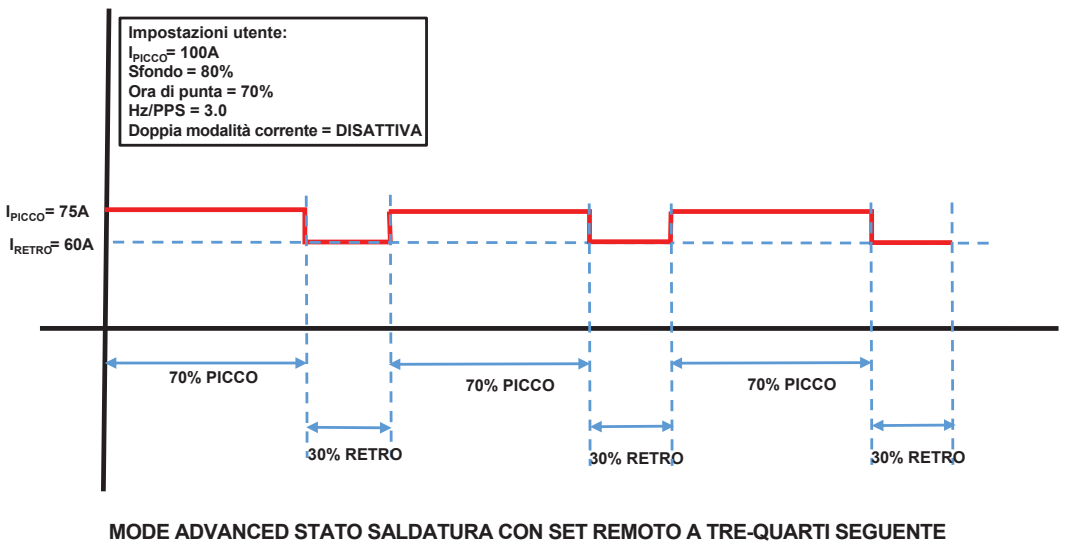 Impostazioni utente:
IPICCO= 100A
Sfondo = 80%
Ora di punta = 70%
Hz/PPS = 3.0
Doppia modalità corrente = DISATTIVA
IPICCO= 75A
IRETRO= 60A
70% PICCO
70% PICCO
70% PICCO
30% RETRO
30% RETRO
30% RETRO
MODE ADVANCED STATO SALDATURA CON SET REMOTO A TRE-QUARTI SEGUENTE